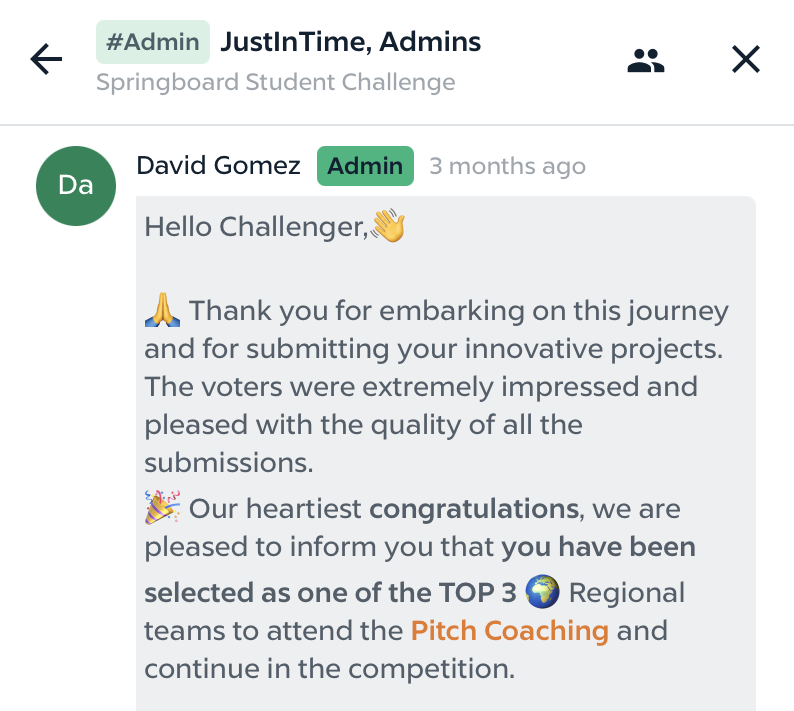 #Admin JustInTime, Admins
Springboard Student Challenge
Da
David Gomez Admin 3 months ago
Hello Challenger,👋
🙏 Thank you for embarking on this journey
and for submitting your innovative projects.
The voters were extremely impressed and
pleased with the quality of all the
submissions.
🎉 Our heartiest congratulations, we are
pleased to inform you that you have been
selected as one of the TOP 3 🌍 Regional
teams to attend the Pitch Coaching and
continue in the competition.